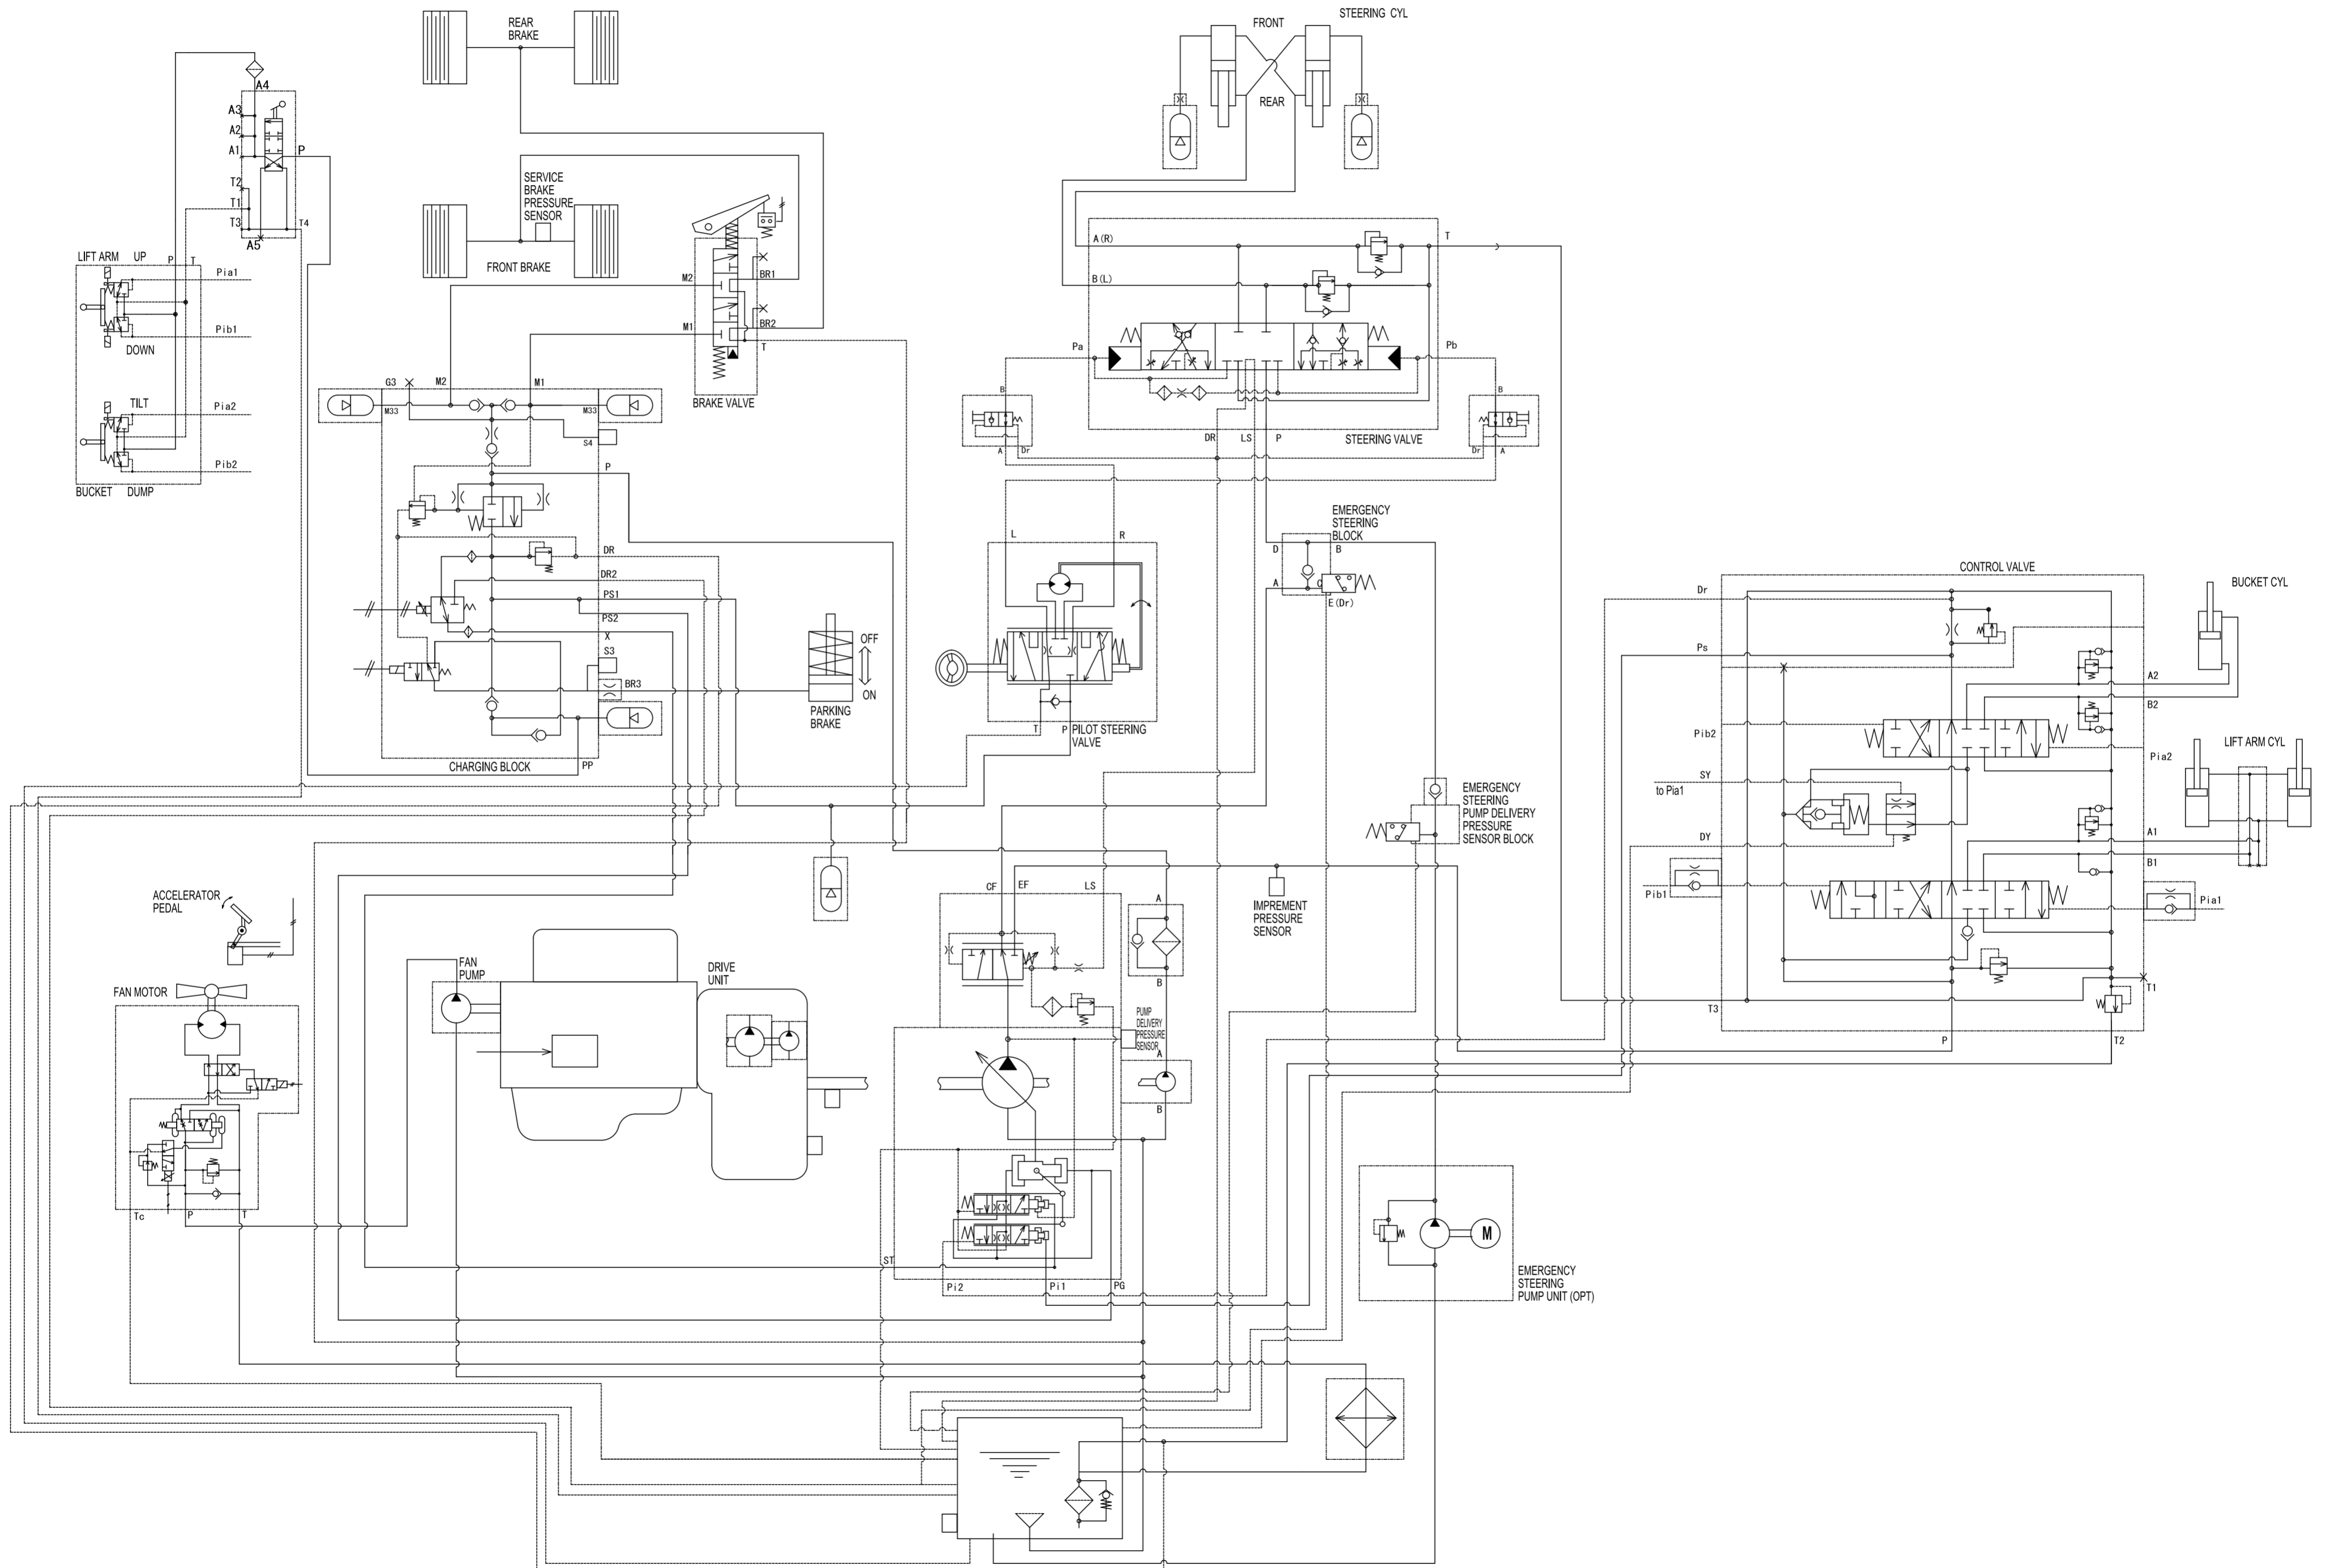 REAR
BRAKE
A4
A3
A2
A1
P
T2
T1
T3
T4
A5
LIFT ARM
UP
P
T
Pia1
Pib1
DOWN
TILT
Pia2
Pib2
BUCKET
DUMP
SERVICE
BRAKE
PRESSURE
SENSOR
FRONT BRAKE
M2
BR1
M1
BR2
T
BRAKE VALVE
G3
M2
M1
M33
M33
S4
P
DR
DR2
PS1
PS2
X
S3
BR3
PP
CHARGING BLOCK
OFF
ON
PARKING
BRAKE
STEERING CYL
FRONT
REAR
A(R)
T
B(L)
Pa
Pb
B
B
A
Dr
Dr
A
DR
LS
P
STEERING VALVE
L
R
T
P
PILOT STEERING
VALVE
EMERGENCY
STEERING
BLOCK
D
B
A
C
E(Dr)
EMERGENCY
STEERING
PUMP DELIVERY
PRESSURE
SENSOR BLOCK
CONTROL VALVE
BUCKET CYL
Dr
Ps
A2
B2
Pib2
Pia2
LIFT ARM CYL
SY
to Pia1
DY
A1
B1
Pib1
Pia1
T3
T1
P
T2
ACCELERATOR
PEDAL
FAN MOTOR
Tc
P
T
FAN
PUMP
DRIVE
UNIT
CF
EF
LS
A
B
IMPREMENT
PRESSURE
SENSOR
PUMP
DELIVERY
PRESSURE
SENSOR
A
B
ST
Pi2
Pi1
PG
M
EMERGENCY
STEERING
PUMP UNIT (OPT)